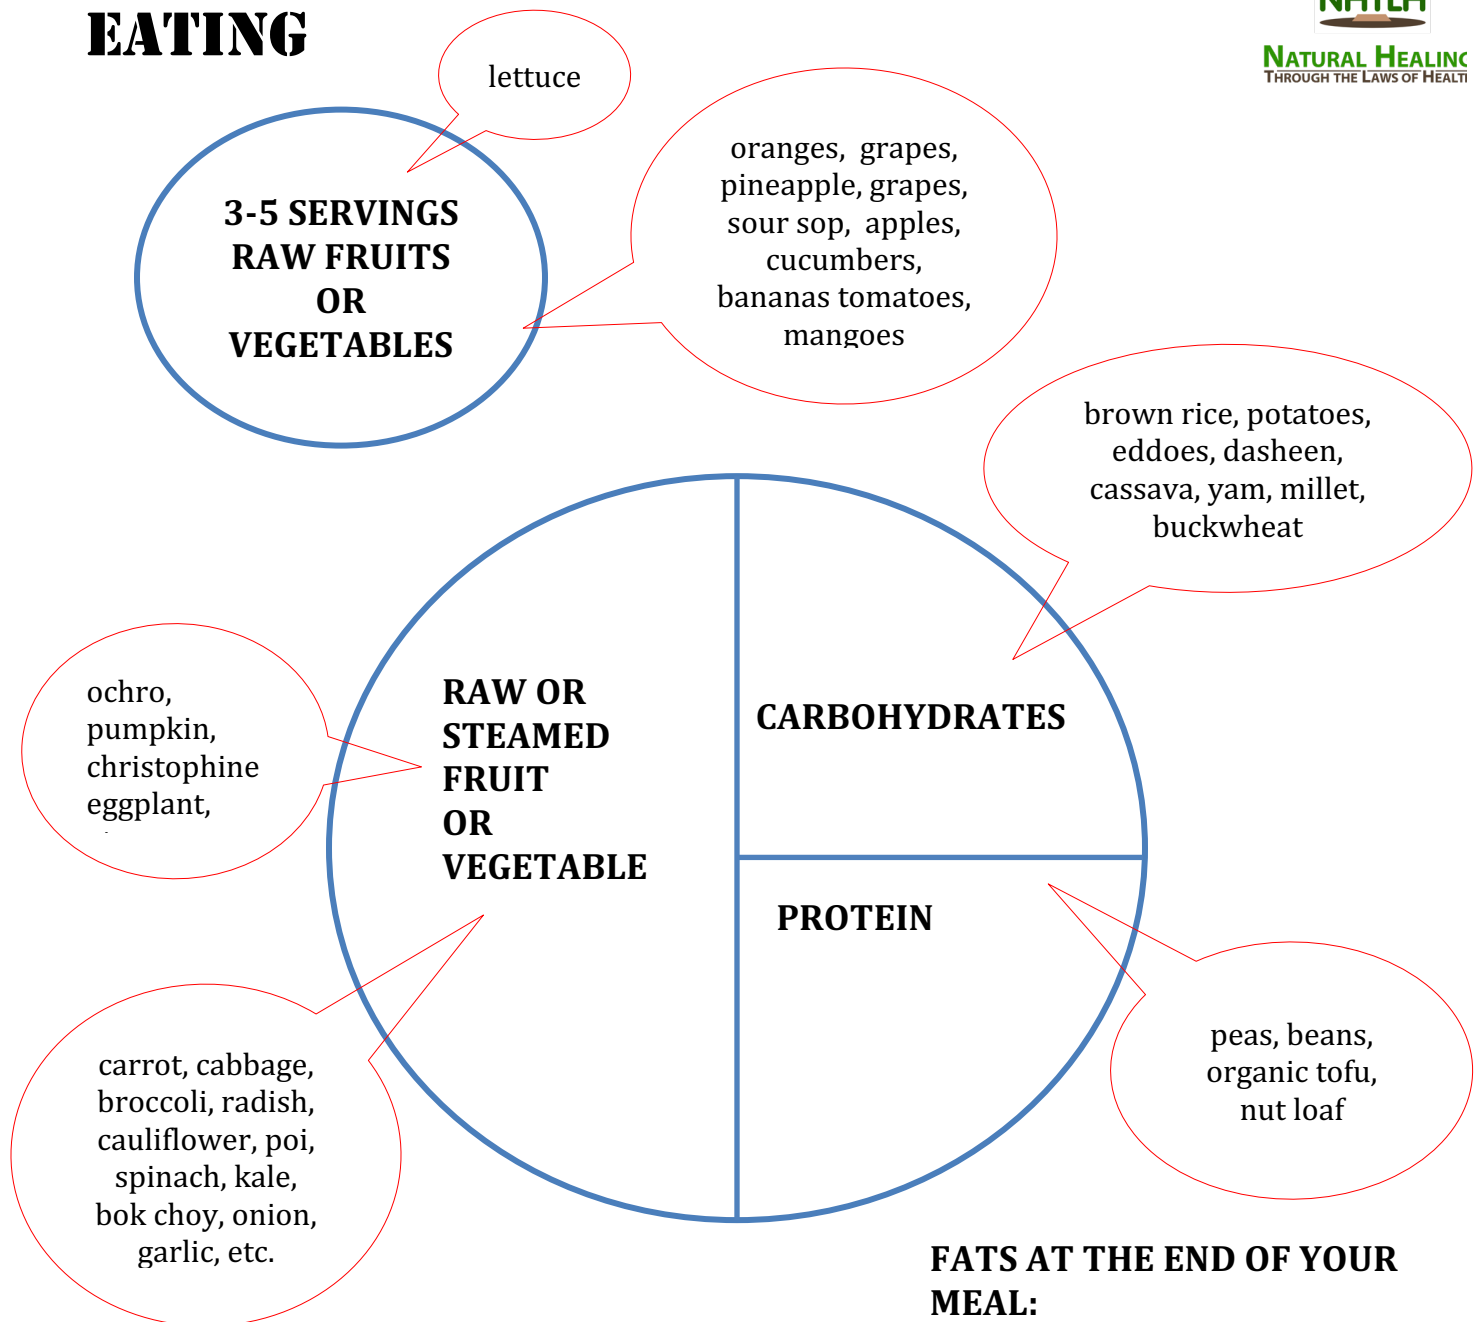 EATING
NATURAL HEALING
THROUGH THE LAWS OF HEALT
lettuce
3-5 SERVINGS
RAW FRUITS
OR
VEGETABLES
oranges, grapes,
pineapple, grapes,
sour sop, apples,
cucumbers,
bananas tomatoes,
mangoes
brown rice, potatoes,
eddoes, dasheen,
cassava, yam, millet,
buckwheat
ochro,
pumpkin,
christophine
eggplant,
RAW OR
STEAMED
FRUIT
OR
VEGETABLE
CARBOHYDRATES
PROTEIN
carrot, cabbage,
broccoli, radish,
cauliflower, poi,
spinach, kale,
bok choy, onion,
garlic, etc.
peas, beans,
organic tofu,
nut loaf
FATS AT THE END OF YOUR
MEAL: